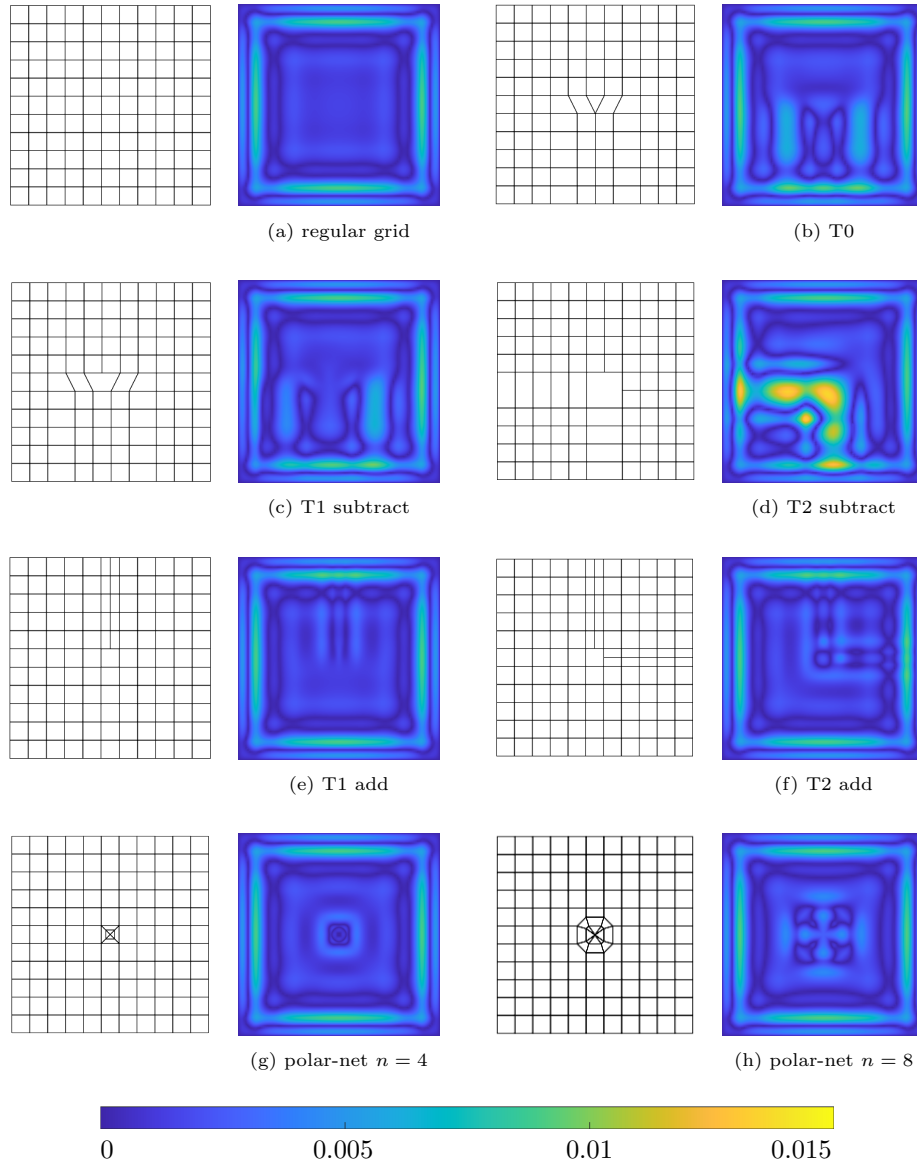 (a) regular grid
(b) T0
(c) T1 subtract
(d) T2 subtract
(e) T1 add
(f) T2 add
(g) polar-net n = 4
(h) polar-net n = 8
0 0.005 0.01 0.015